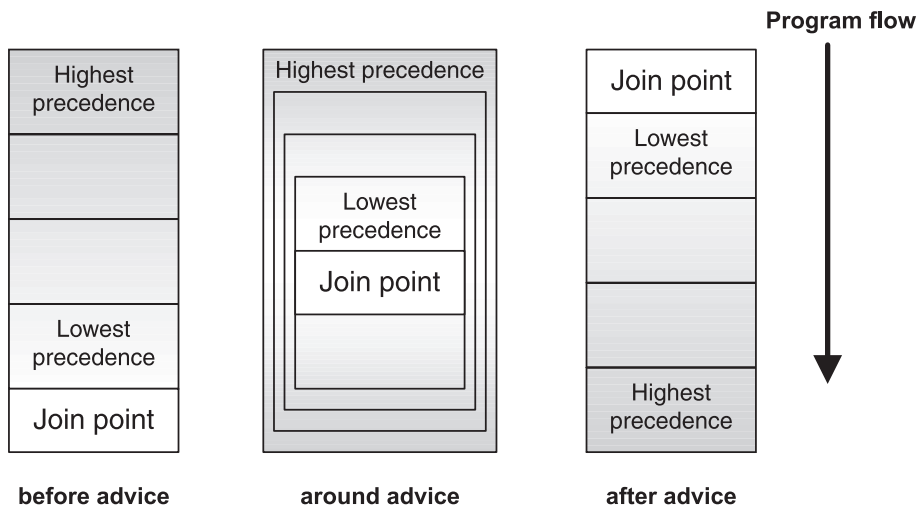 Program flow
Highest
precedence
Lowest
precedence
Join point
before advice
Highest precedence
Lowest
precedence
Join point
around advice
Join point
Lowest
precedence
Highest
precedence
after advice